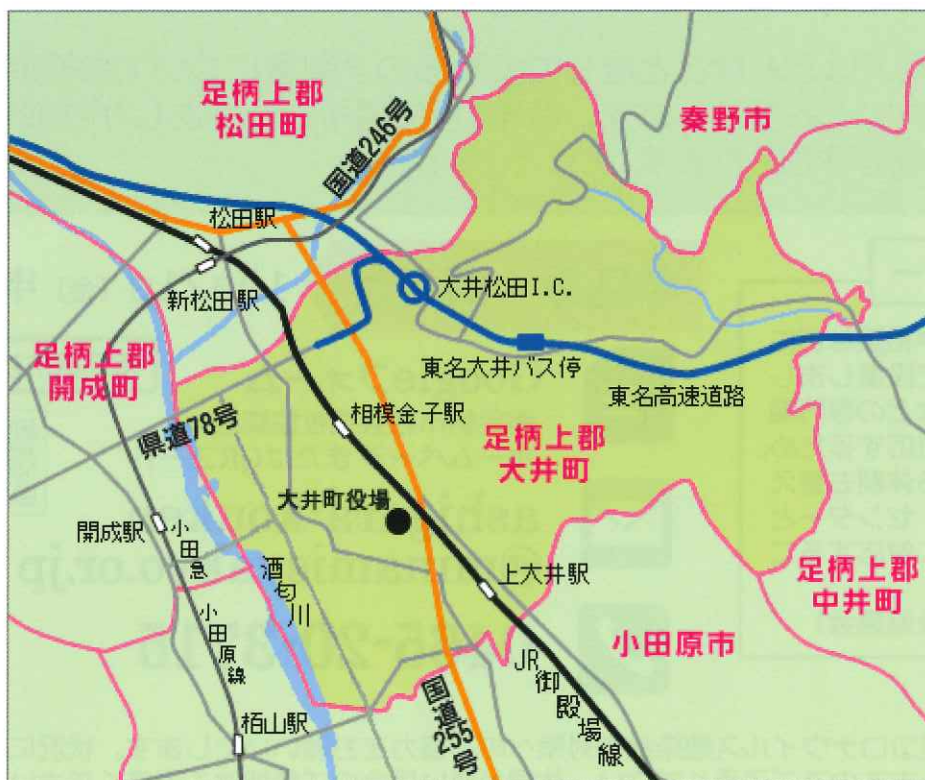 足柄上郡
松田町
秦野市
国道246号
松田駅
大井松田I.C.
新松田駅
東名大井バス停
東名高速道路
足柄上郡
開成町
県道78号
相模金子駅
足柄上郡
大井町
大井町役場
開成駅
小田急
小田原線
酒匂川
上大井駅
足柄上郡
中井町
小田原市
JR御殿場線
国道
255号
栢山駅